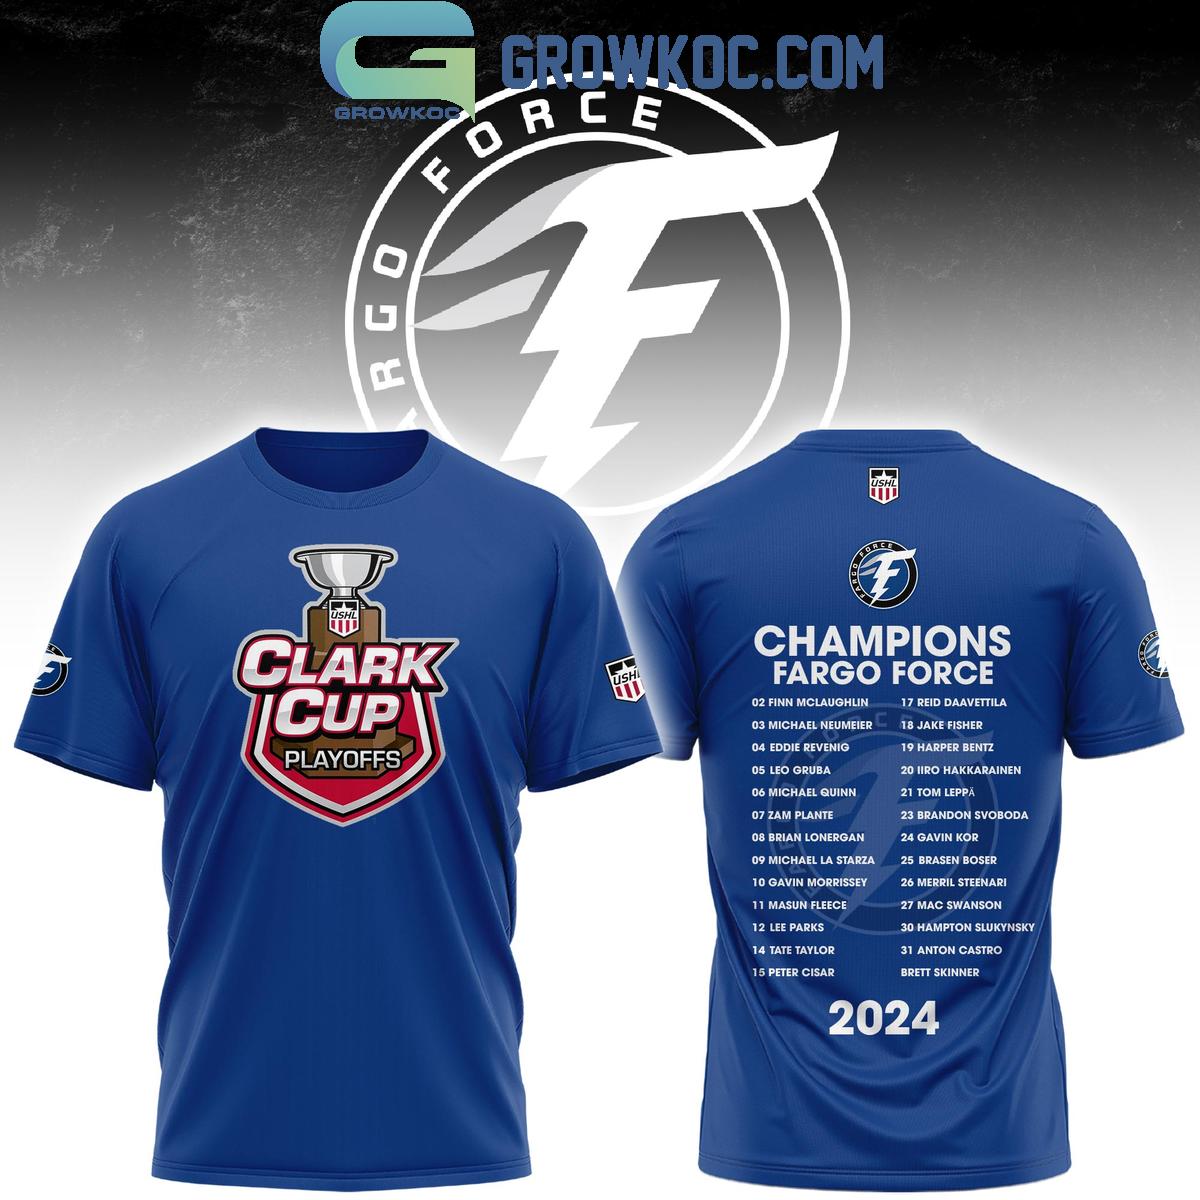 GROWKOC
GROWKOC.COM
FARGO FORCE
USHL
CLARK
CUP
PLAYOFFS
USHL
USHL
FARGO FORCE
CHAMPIONS
FARGO FORCE
02 FINN MCLAUGHLIN
03 MICHAEL NEUMEIER
04 EDDIE REVENIG
05 LEO GRUBA
06 MICHAEL QUINN
07 ZAM PLANTE
08 BRIAN LONERGAN
09 MICHAEL LA STARZA
10 GAVIN MORRISSEY
11 MASUN FLEECE
12 LEE PARKS
14 TATE TAYLOR
15 PETER CISAR
17 REID DAAVETTILA
18 JAKE FISHER
19 HARPER BENTZ
20 IIRO HAKKARAINEN
21 TOM LEPPÄ
23 BRANDON SVOBODA
24 GAVIN KOR
25 BRASEN BOSER
26 MERRIL STEENARI
27 MAC SWANSON
30 HAMPTON SLUKYNSKY
31 ANTON CASTRO
BRETT SKINNER
2024